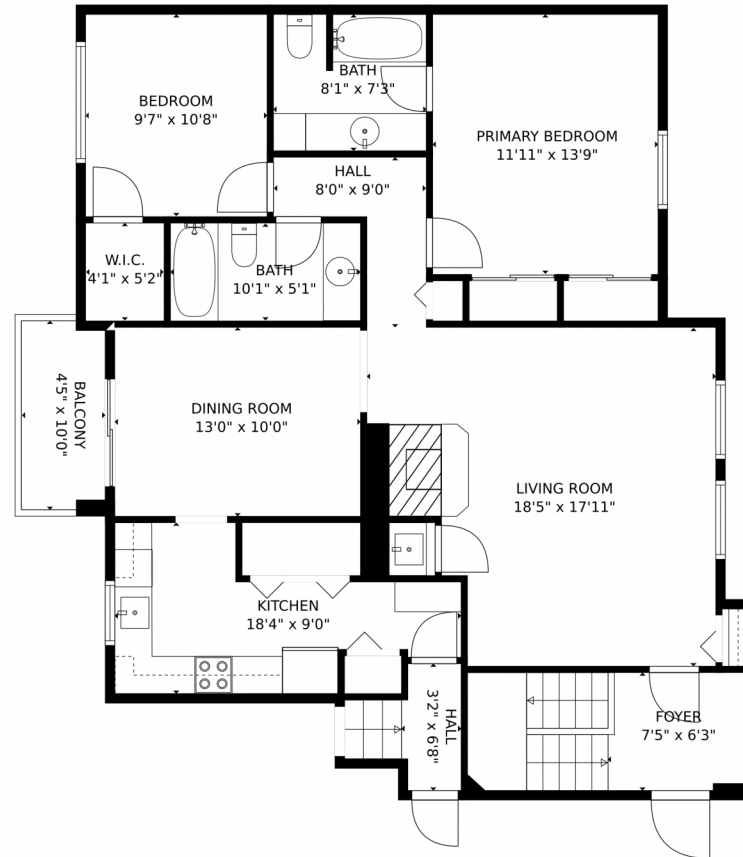 BATH
8'1" x 7'3"
BEDROOM
9'7" x 10'8"
PRIMARY BEDROOM
11'11" x 13'9"
HALL
8'0" x 9'0"
W.I.C.
4'1" x 5'2"
BATH
10'1" x 5'1"
BALCONY
4'5" x 10'0"
DINING ROOM
13'0" x 10'0"
LIVING ROOM
18'5" x 17'11"
KITCHEN
18'4" x 9'0"
HALL
3'2" x 6'8"
FOYER
7'5" x 6'3"